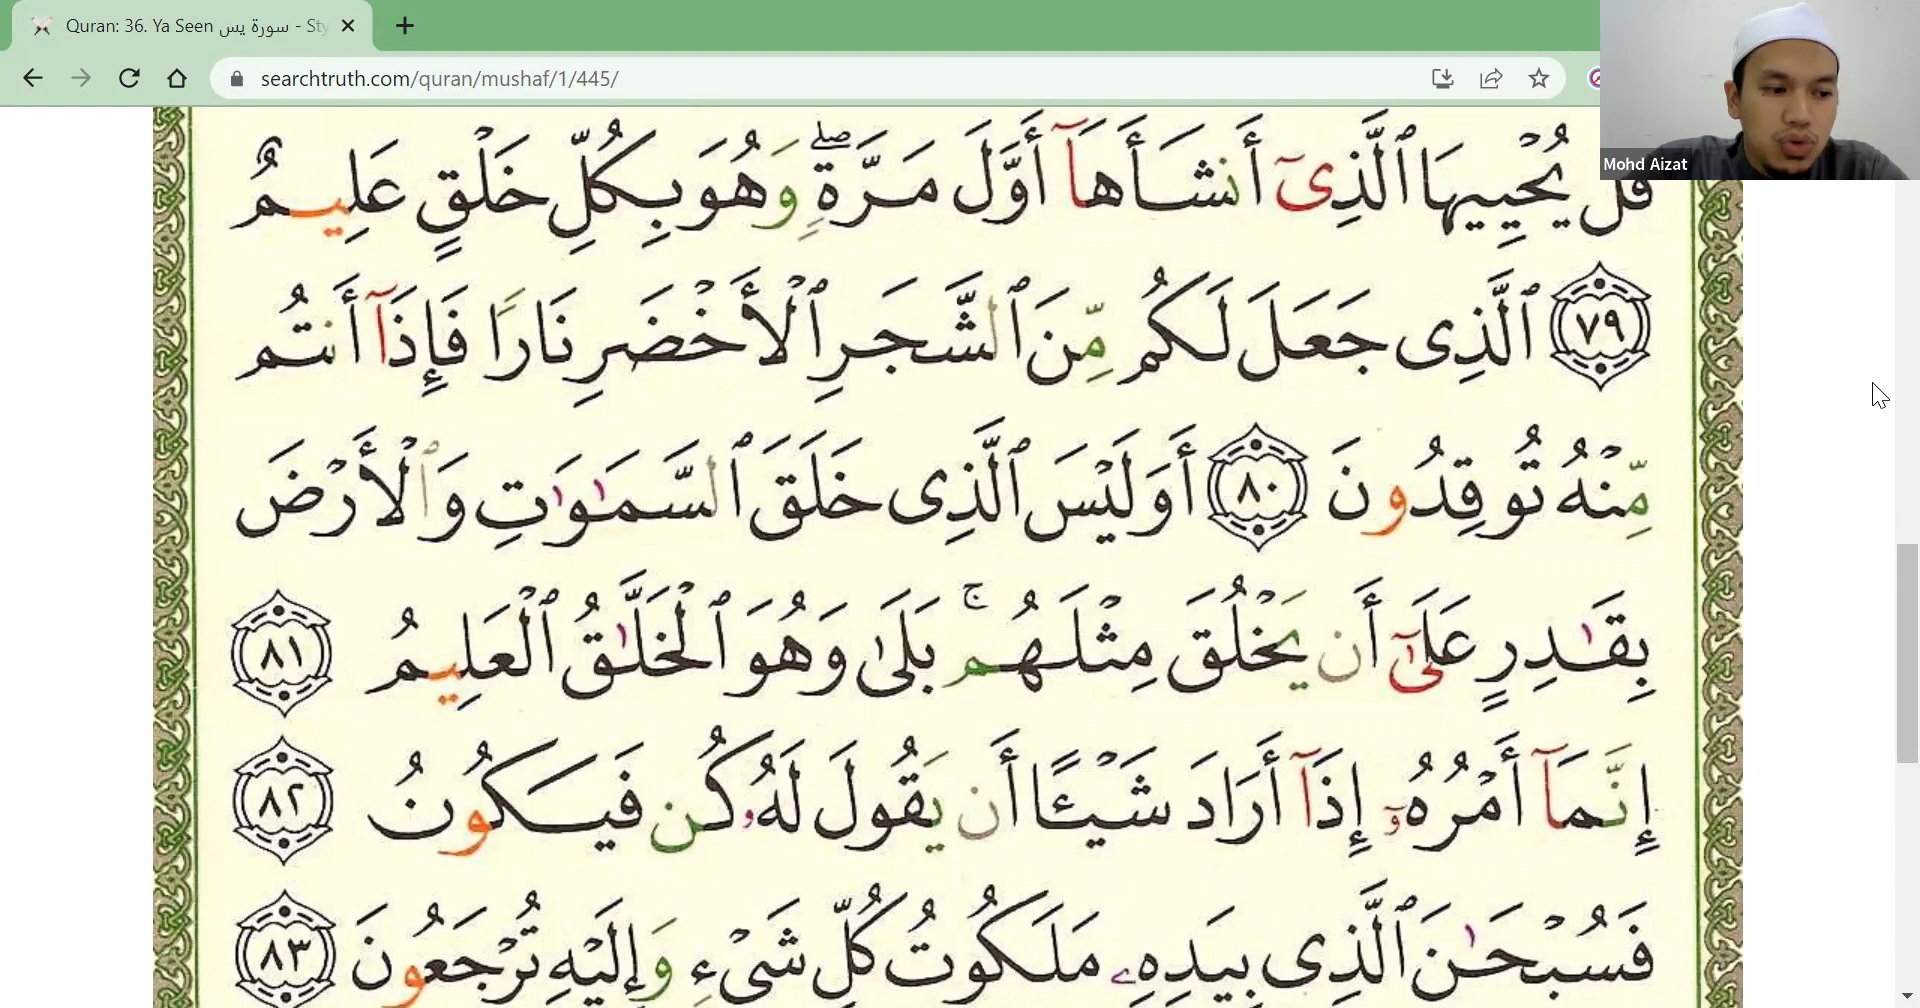 Quran: 36. Ya Seen سورة يس - Sty
searchtruth.com/quran/mushaf/1/445/
Mohd Aizat
قُلْ يُحْيِيهَا ٱلَّذِىٓ أَنشَأَهَآ أَوَّلَ مَرَّةٍۖ وَهُوَ بِكُلِّ خَلْقٍ عَلِيمٌ
٧٩ ٱلَّذِى جَعَلَ لَكُم مِّنَ ٱلشَّجَرِ ٱلْأَخْضَرِ نَارًا فَإِذَآ أَنتُم
مِّنْهُ تُوقِدُونَ ٨٠ أَوَلَيْسَ ٱلَّذِى خَلَقَ ٱلسَّمَٰوَٰتِ وَٱلْأَرْضَ
بِقَٰدِرٍ عَلَىٰٓ أَن يَخْلُقَ مِثْلَهُمۚ بَلَىٰ وَهُوَ ٱلْخَلَّٰقُ ٱلْعَلِيمُ ٨١
إِنَّمَآ أَمْرُهُۥٓ إِذَآ أَرَادَ شَيْـًٔا أَن يَقُولَ لَهُۥ كُن فَيَكُونُ ٨٢
فَسُبْحَٰنَ ٱلَّذِى بِيَدِهِۦ مَلَكُوتُ كُلِّ شَىْءٍ وَإِلَيْهِ تُرْجَعُونَ ٨٣